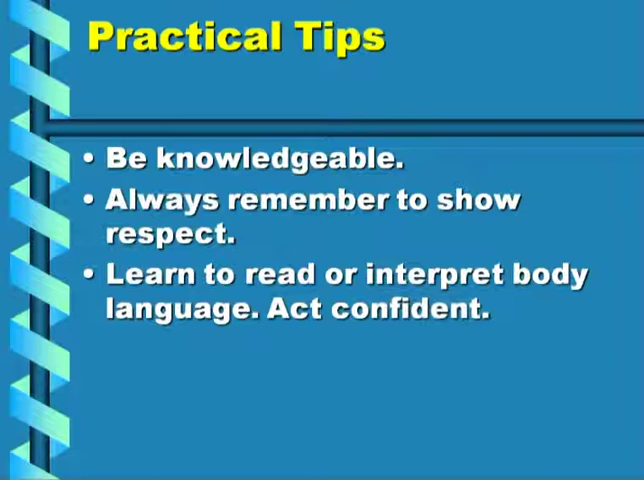 Practical Tips
• Be knowledgeable.
• Always remember to show
respect.
• Learn to read or interpret body
language. Act confident.